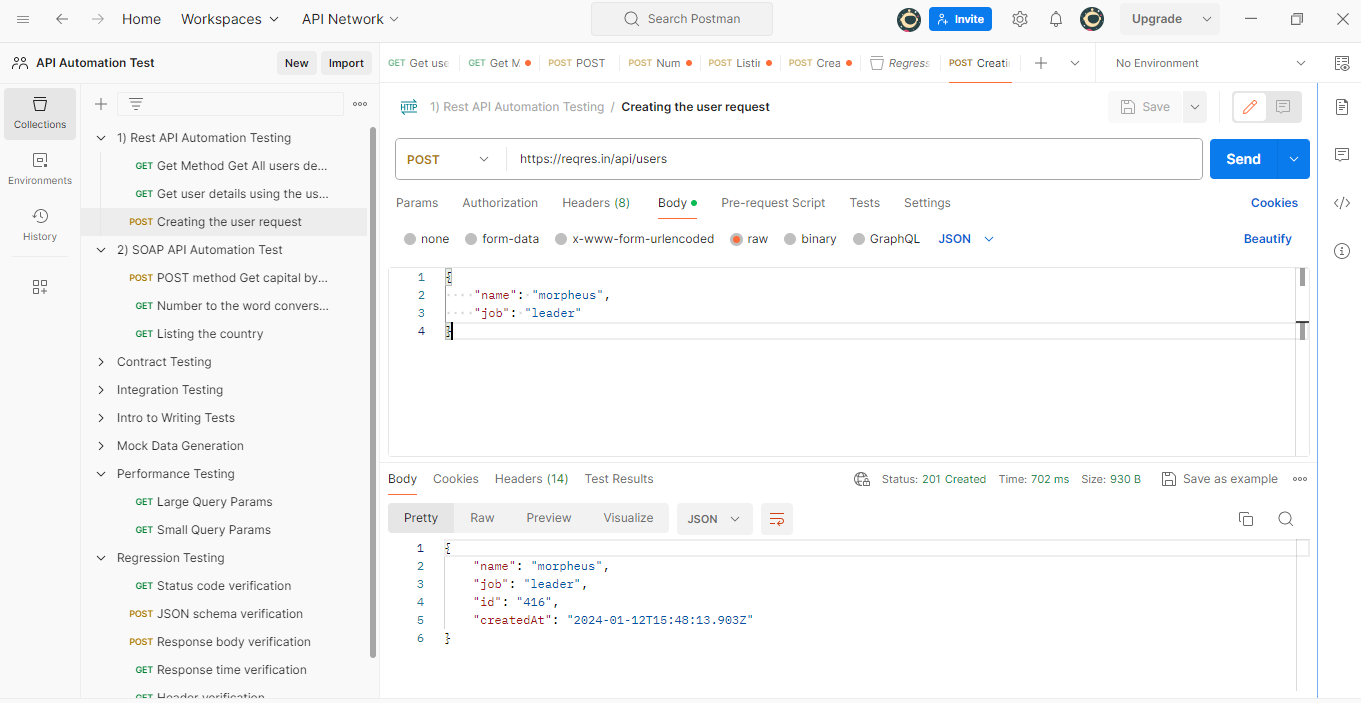 Home Workspaces API Network Search Postman Invite Upgrade
API Automation Test New Import
GET Get use GET Get M POST POST POST Num POST Listin POST Crea Regress POST Creati No Environment
Collections
Environments
History
1) Rest API Automation Testing
GET Get Method Get All users de...
GET Get user details using the us...
POST Creating the user request
2) SOAP API Automation Test
POST POST method Get capital by...
GET Number to the word convers...
GET Listing the country
Contract Testing
Integration Testing
Intro to Writing Tests
Mock Data Generation
Performance Testing
GET Large Query Params
GET Small Query Params
Regression Testing
GET Status code verification
POST JSON schema verification
POST Response body verification
GET Response time verification
GET Header verification
HTTP 1) Rest API Automation Testing / Creating the user request Save
POST https://reqres.in/api/users Send
Params Authorization Headers (8) Body Pre-request Script Tests Settings Cookies
none form-data x-www-form-urlencoded raw binary GraphQL JSON Beautify
1 {
2 "name": "morpheus",
3 "job": "leader"
4 }
Body Cookies Headers (14) Test Results Status: 201 Created Time: 702 ms Size: 930 B Save as example
Pretty Raw Preview Visualize JSON
1 {
2 "name": "morpheus",
3 "job": "leader",
4 "id": "416",
5 "createdAt": "2024-01-12T15:48:13.903Z"
6 }